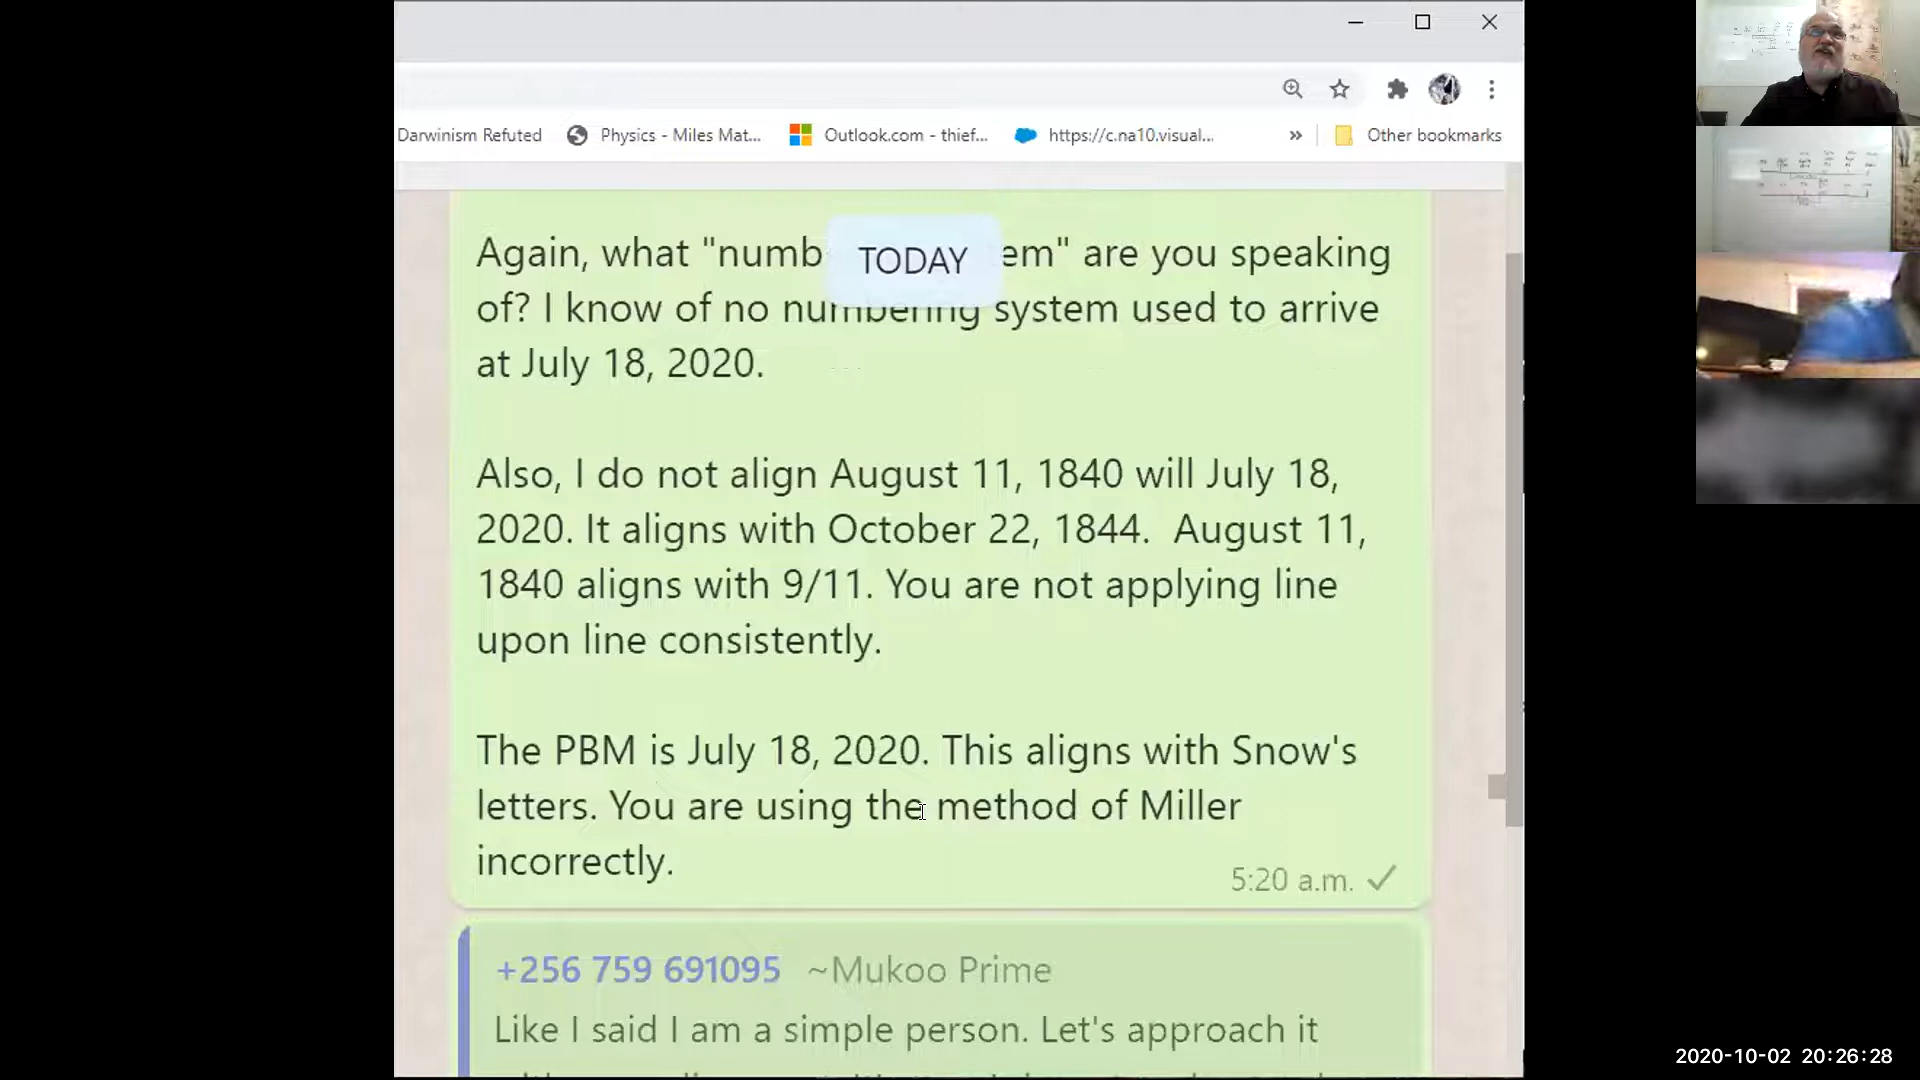 Darwinism Refuted Physics - Miles Mat... Outlook.com - thief... https://c.na10.visual... » Other bookmarks
TODAY
Again, what "numb em" are you speaking
of? I know of no numbering system used to arrive
at July 18, 2020.
Also, I do not align August 11, 1840 will July 18,
2020. It aligns with October 22, 1844. August 11,
1840 aligns with 9/11. You are not applying line
upon line consistently.
The PBM is July 18, 2020. This aligns with Snow's
letters. You are using the method of Miller
incorrectly.
5:20 a.m.
+256 759 691095 ~Mukoo Prime
Like I said I am a simple person. Let's approach it
2020-10-02 20:26:28